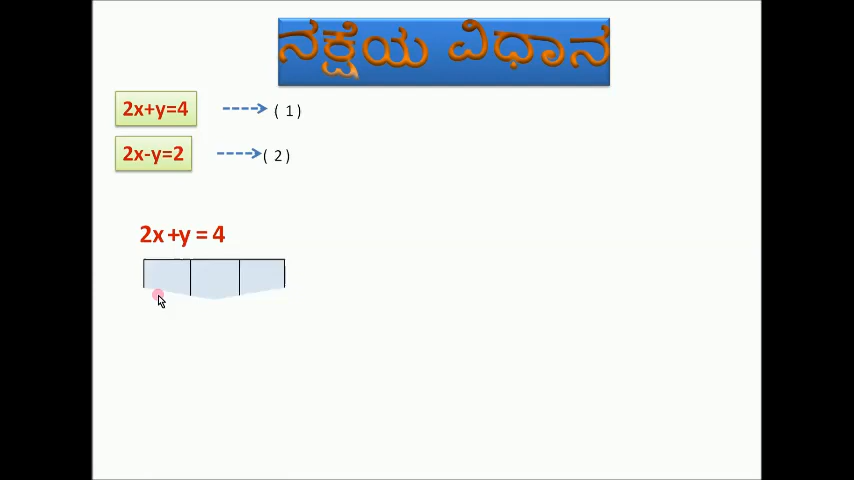 ನಕ್ಷೆಯ ವಿಧಾನ
2x+y=4 ( 1 )
2x-y=2 ( 2 )
2x +y = 4